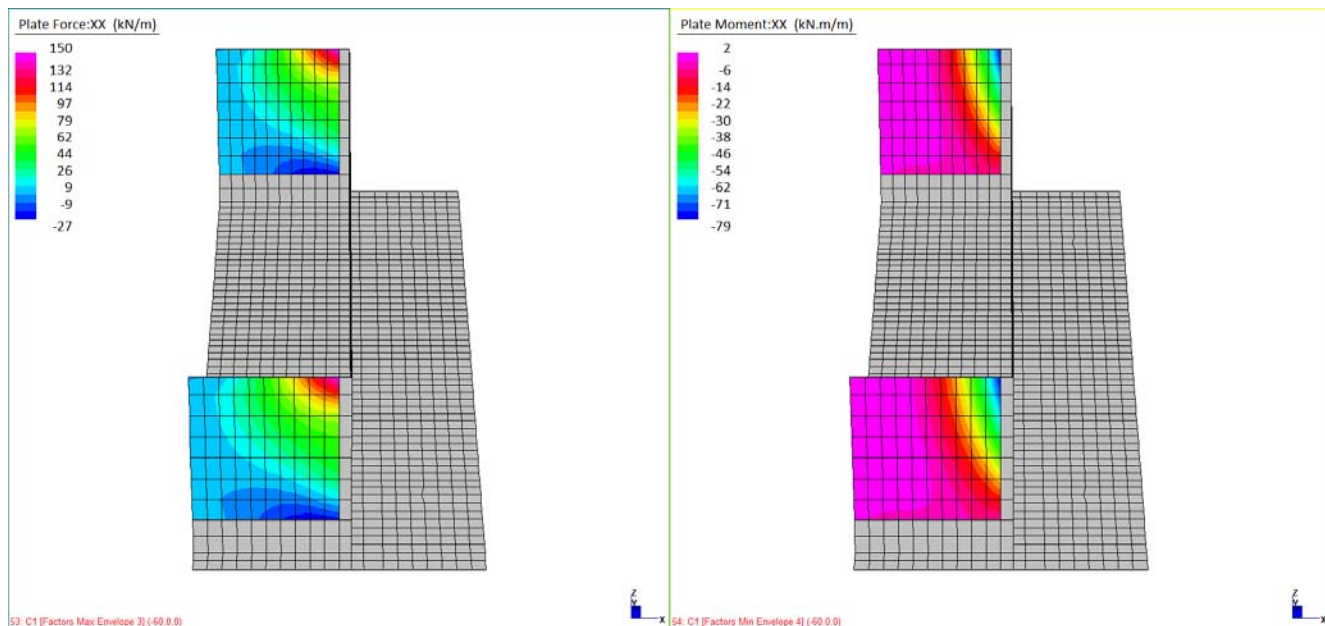 Plate Force:XX (kN/m)
150
132
114
97
79
62
44
26
9
-9
-27
Z
Y
X
53: C1 [Factors Max Envelope 3] (-60.0.0)
Plate Moment:XX (kN.m/m)
2
-6
-14
-22
-30
-38
-46
-54
-62
-71
-79
Z
Y
X
54: C1 [Factors Min Envelope 4] (-60.0.0)